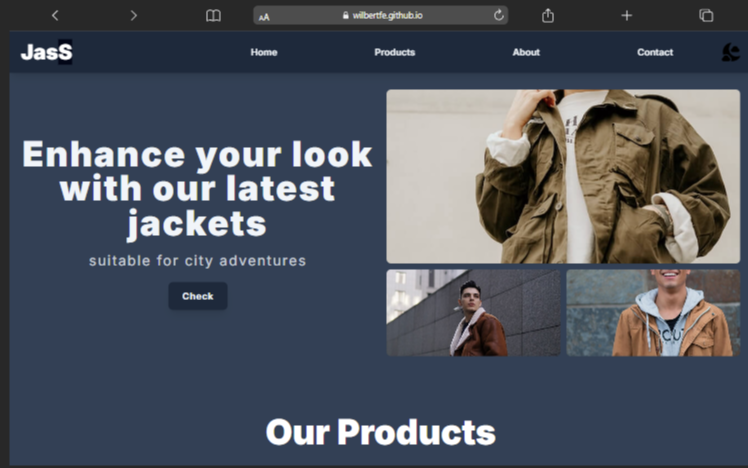 AA wilbertfe.github.io
JasS Home Products About Contact
Enhance your look
with our latest
jackets
suitable for city adventures
Check
Our Products